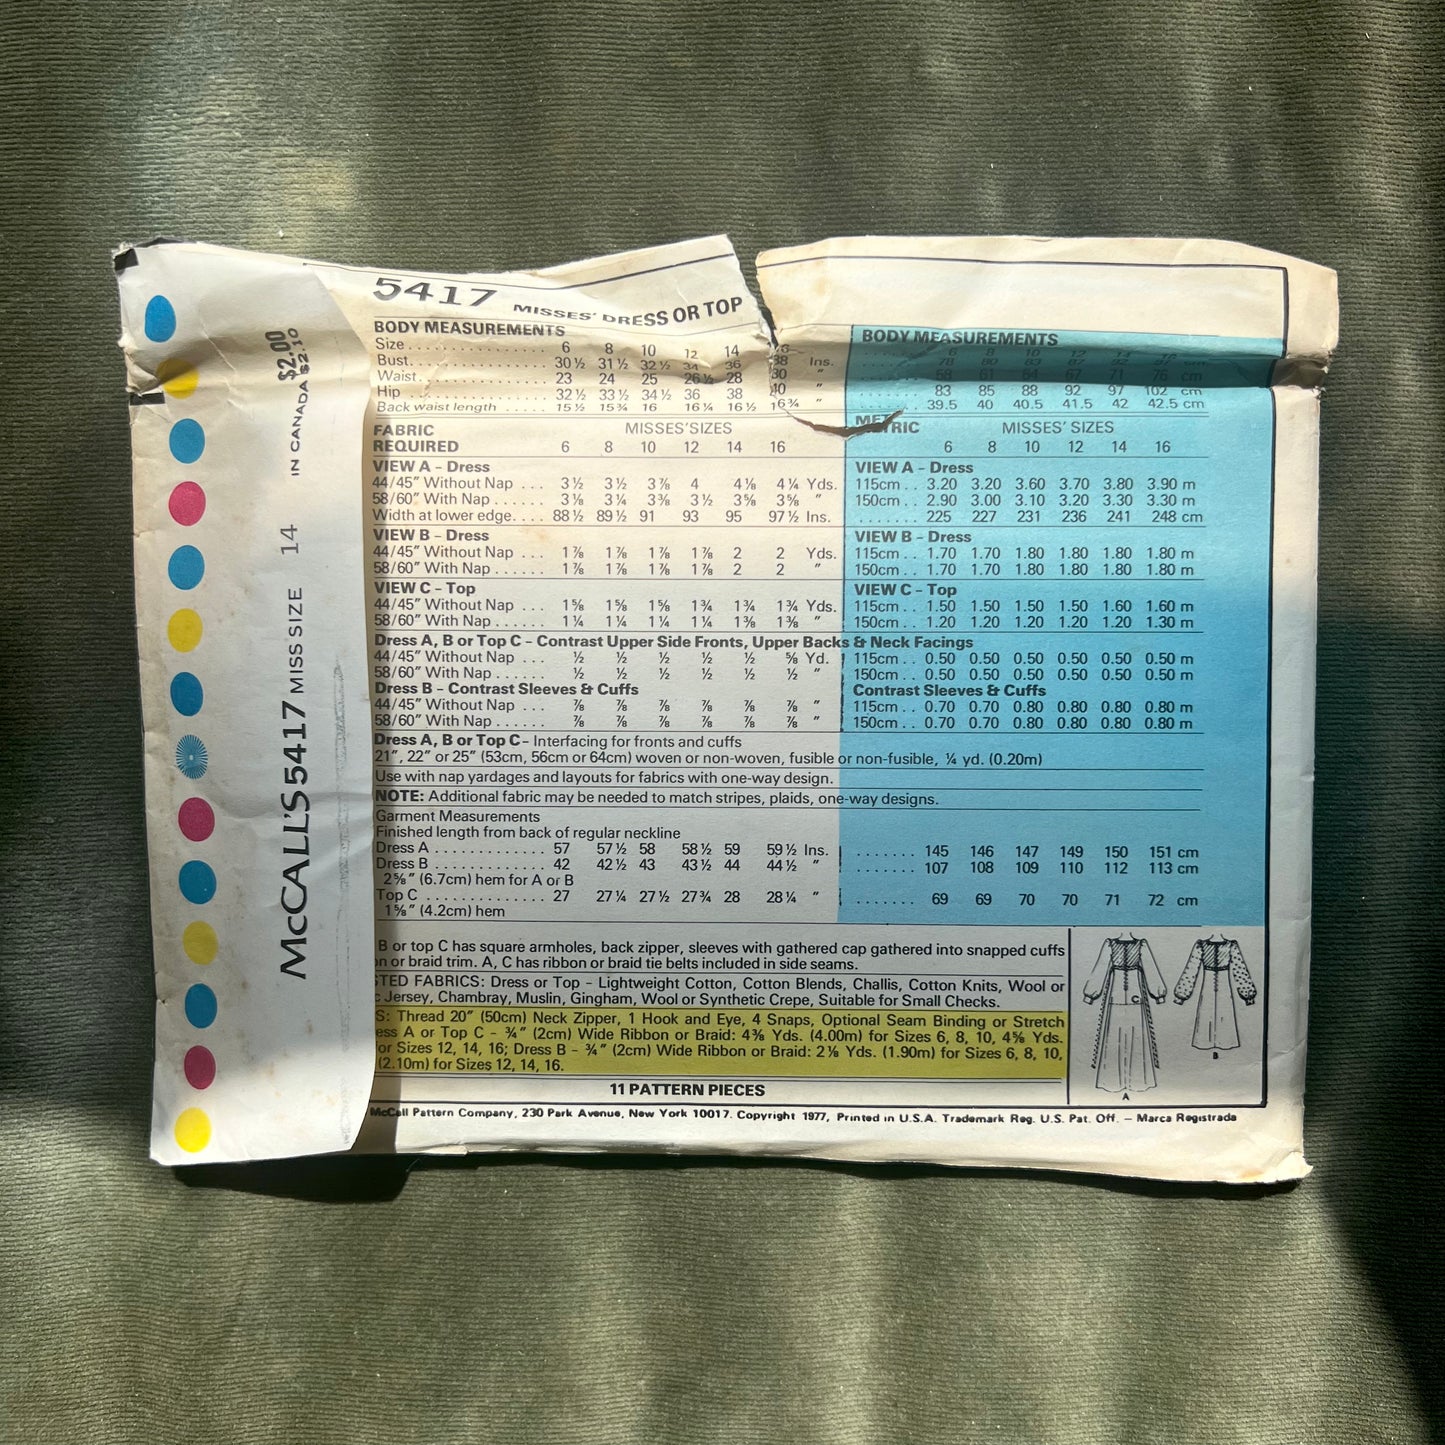 $2.00
IN CANADA $2.10
McCALL'S 5417 MISS SIZE 14
5417 MISSES' DRESS OR TOP
BODY MEASUREMENTS
Size 6 8 10 12 14
Bust 30½ 31½ 32½ 34 36 38 Ins.
Waist 23 24 25 26½ 28 30 "
Hip 32½ 33½ 34½ 36 38 40 "
Back waist length 15½ 15¾ 16 16¼ 16½ 16¾ "
FABRIC REQUIRED MISSES' SIZES
6 8 10 12 14 16
VIEW A – Dress
44/45" Without Nap ... 3½ 3½ 3⅞ 4 4⅛ 4¼ Yds.
58/60" With Nap ...... 3⅛ 3¼ 3⅜ 3½ 3⅝ 3⅝ "
Width at lower edge.... 88½ 89½ 91 93 95 97½ Ins.
VIEW B – Dress
44/45" Without Nap ... 1⅞ 1⅞ 1⅞ 1⅞ 2 2 Yds.
58/60" With Nap ...... 1⅞ 1⅞ 1⅞ 1⅞ 2 2 "
VIEW C – Top
44/45" Without Nap ... 1⅝ 1⅝ 1⅝ 1¾ 1¾ 1¾ Yds.
58/60" With Nap ...... 1¼ 1¼ 1¼ 1¼ 1⅜ 1⅜ "
Dress A, B or Top C – Contrast Upper Side Fronts, Upper Backs & Neck Facings
44/45" Without Nap ... ½ ½ ½ ½ ½ ⅝ Yd.
58/60" With Nap ...... ½ ½ ½ ½ ½ ½ "
Dress B – Contrast Sleeves & Cuffs
44/45" Without Nap ... ⅞ ⅞ ⅞ ⅞ ⅞ ⅞ "
58/60" With Nap ...... ⅞ ⅞ ⅞ ⅞ ⅞ ⅞ "
BODY MEASUREMENTS
6 8 10 12 14
78 80 83 87
58 61 64 67 71 76 cm
83 85 88 92 97 102 cm
39.5 40 40.5 41.5 42 42.5 cm
METRIC MISSES' SIZES
6 8 10 12 14 16
VIEW A – Dress
115cm .. 3.20 3.20 3.60 3.70 3.80 3.90 m
150cm .. 2.90 3.00 3.10 3.20 3.30 3.30 m
....... 225 227 231 236 241 248 cm
VIEW B – Dress
115cm .. 1.70 1.70 1.80 1.80 1.80 1.80 m
150cm .. 1.70 1.70 1.80 1.80 1.80 1.80 m
VIEW C – Top
115cm .. 1.50 1.50 1.50 1.50 1.60 1.60 m
150cm .. 1.20 1.20 1.20 1.20 1.20 1.30 m
115cm .. 0.50 0.50 0.50 0.50 0.50 0.50 m
150cm .. 0.50 0.50 0.50 0.50 0.50 0.50 m
Contrast Sleeves & Cuffs
115cm .. 0.70 0.70 0.80 0.80 0.80 0.80 m
150cm .. 0.70 0.70 0.80 0.80 0.80 0.80 m
Dress A, B or Top C – Interfacing for fronts and cuffs
21", 22" or 25" (53cm, 56cm or 64cm) woven or non-woven, fusible or non-fusible, ¼ yd. (0.20m)
Use with nap yardages and layouts for fabrics with one-way design.
NOTE: Additional fabric may be needed to match stripes, plaids, one-way designs.
Garment Measurements
Finished length from back of regular neckline
Dress A ............. 57 57½ 58 58½ 59 59½ Ins. ....... 145 146 147 149 150 151 cm
Dress B ............. 42 42½ 43 43½ 44 44½ " ....... 107 108 109 110 112 113 cm
2⅝" (6.7cm) hem for A or B
Top C ............... 27 27¼ 27½ 27¾ 28 28¼ " ....... 69 69 70 70 71 72 cm
1⅝" (4.2cm) hem
B or top C has square armholes, back zipper, sleeves with gathered cap gathered into snapped cuffs
or braid trim. A, C has ribbon or braid tie belts included in side seams.
TED FABRICS: Dress or Top – Lightweight Cotton, Cotton Blends, Challis, Cotton Knits, Wool or
c Jersey, Chambray, Muslin, Gingham, Wool or Synthetic Crepe, Suitable for Small Checks.
S: Thread 20" (50cm) Neck Zipper, 1 Hook and Eye, 4 Snaps, Optional Seam Binding or Stretch
ess A or Top C – ¾" (2cm) Wide Ribbon or Braid: 4⅜ Yds. (4.00m) for Sizes 6, 8, 10, 4⅝ Yds.
or Sizes 12, 14, 16; Dress B – ¾" (2cm) Wide Ribbon or Braid: 2⅛ Yds. (1.90m) for Sizes 6, 8, 10,
(2.10m) for Sizes 12, 14, 16.
C
A
B
11 PATTERN PIECES
McCall Pattern Company, 230 Park Avenue, New York 10017. Copyright 1977, Printed in U.S.A. Trademark Reg. U.S. Pat. Off. – Marca Registrada